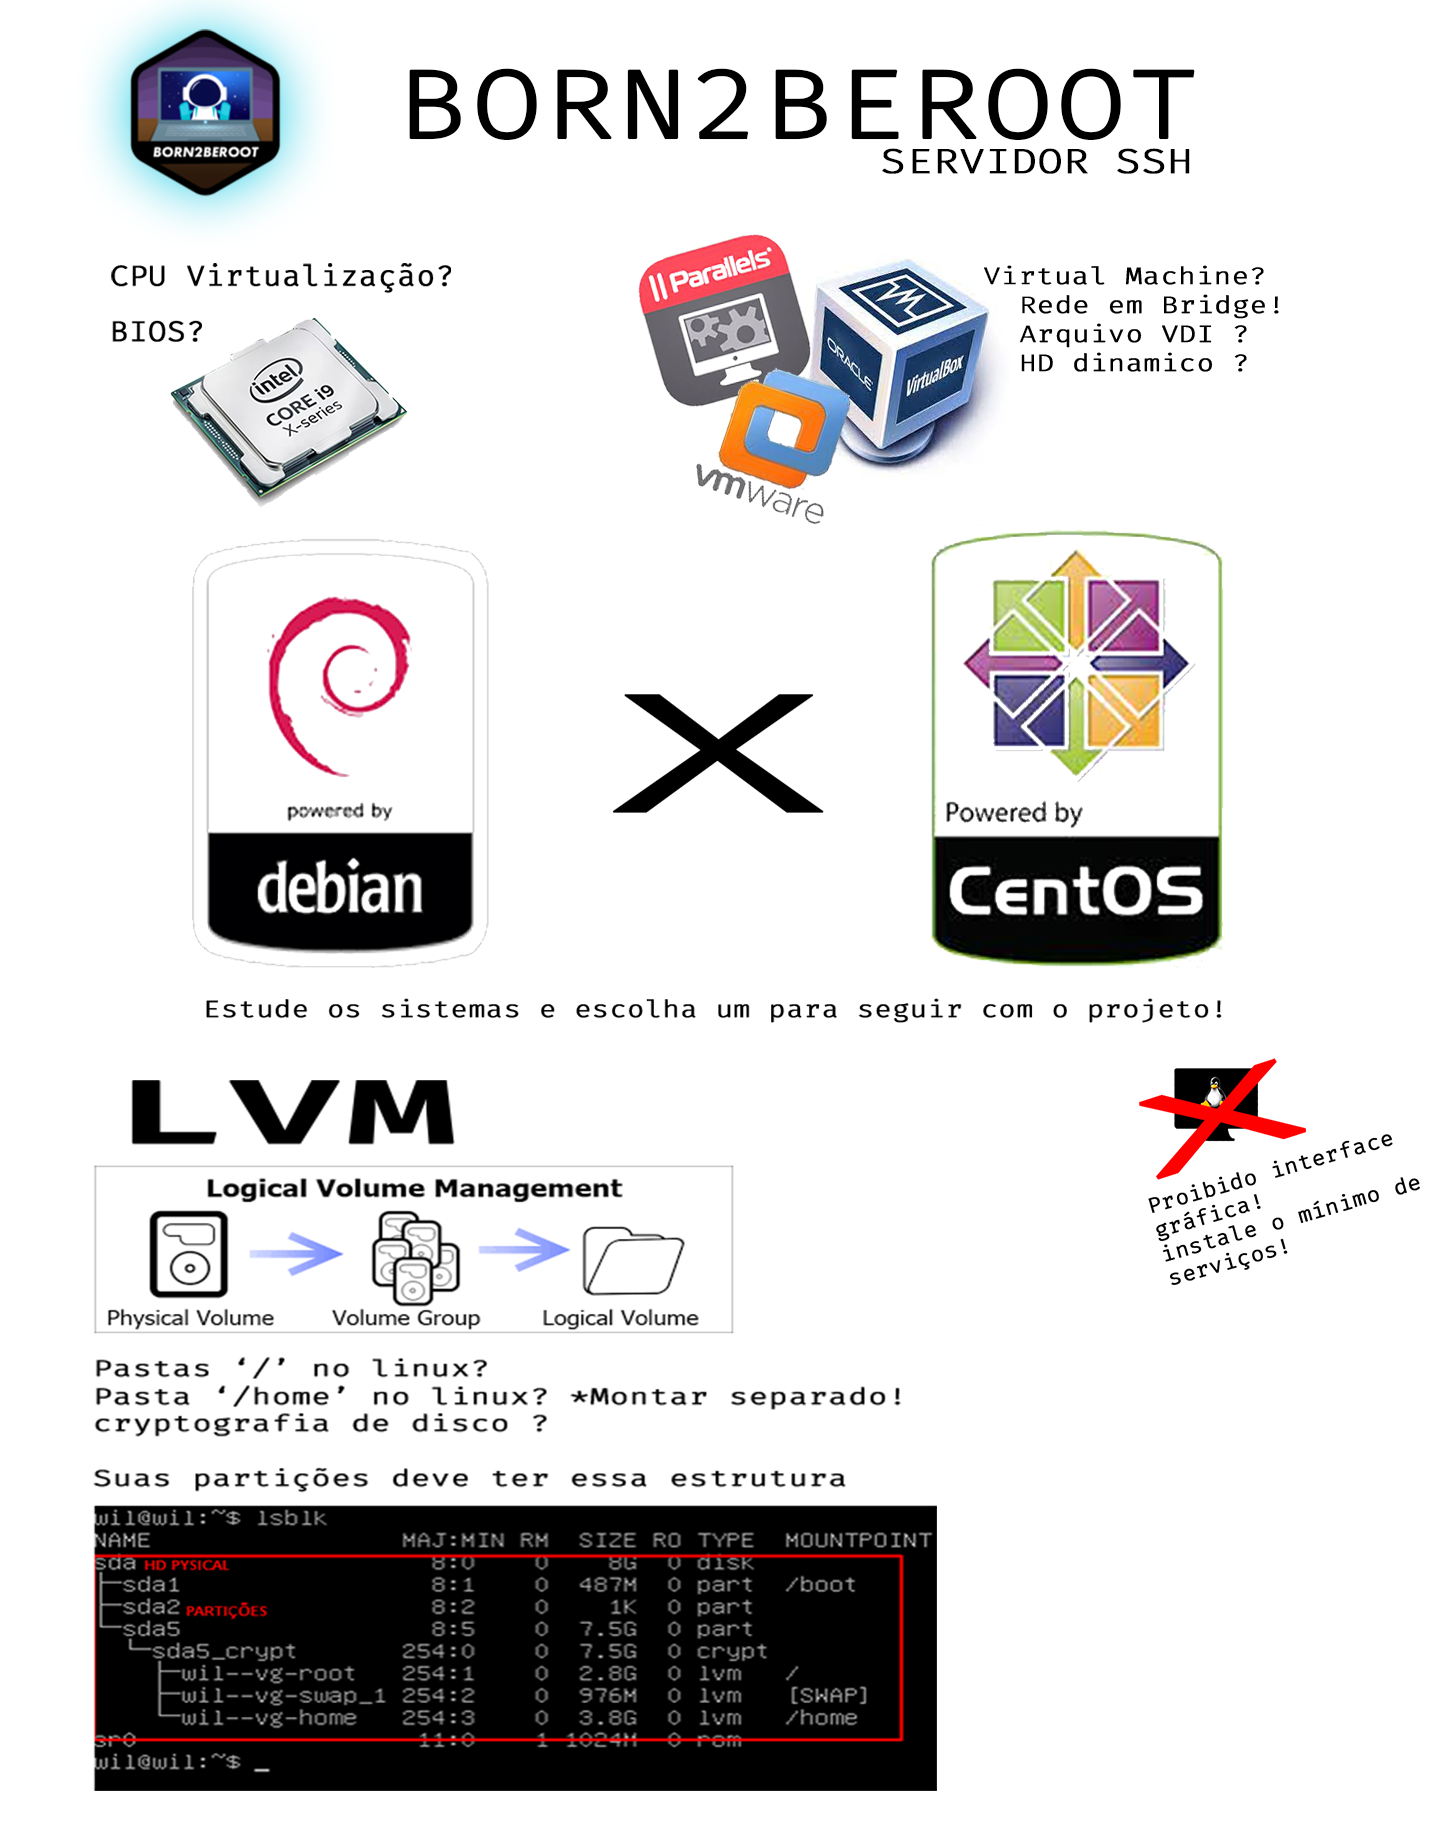 BORN2BEROOT
BORN2BEROOT
SERVIDOR SSH
CPU Virtualização?
BIOS?
intel
CORE i9
X-series
Parallels
ORACLE
VirtualBox
vmware
Virtual Machine?
Rede em Bridge!
Arquivo VDI ?
HD dinamico ?
powered by
debian
X
Powered by
CentOS
Estude os sistemas e escolha um para seguir com o projeto!
LVM
Logical Volume Management
Physical Volume
Volume Group
Logical Volume
Proibido interface
gráfica!
instale o mínimo de
serviços!
Pastas ‘/’ no linux?
Pasta ‘/home’ no linux? *Montar separado!
cryptografia de disco ?
Suas partições deve ter essa estrutura
wil@wil:~$ lsblk
NAME MAJ:MIN RM SIZE RO TYPE MOUNTPOINT
sda HD PYSICAL 8:0 0 8G 0 disk
├─sda1 8:1 0 487M 0 part /boot
├─sda2 PARTIÇÕES 8:2 0 1K 0 part
└─sda5 8:5 0 7.5G 0 part
└─sda5_crypt 254:0 0 7.5G 0 crypt
├─wil--vg-root 254:1 0 2.8G 0 lvm /
├─wil--vg-swap_1 254:2 0 976M 0 lvm [SWAP]
└─wil--vg-home 254:3 0 3.8G 0 lvm /home
sr0 11:0 1 1024M 0 rom
wil@wil:~$ _